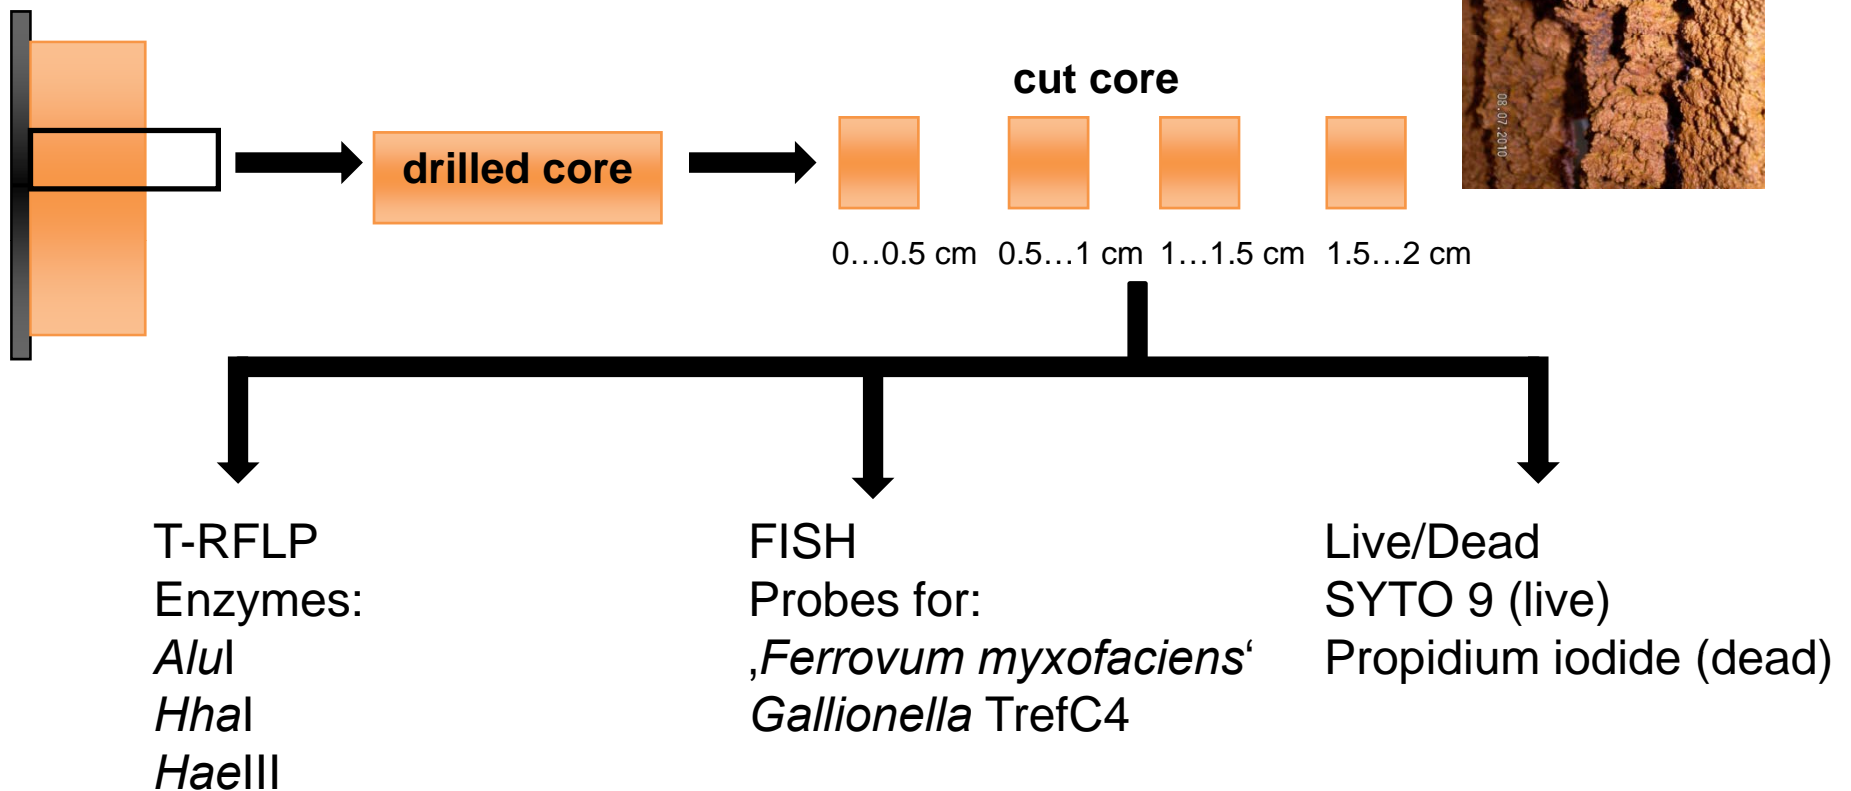 cut core
drilled core
0…0.5 cm 0.5…1 cm 1…1.5 cm 1.5…2 cm
08.07.2010
T-RFLP
Enzymes:
AluI
HhaI
HaeIII
FISH
Probes for:
‚Ferrovum myxofaciens‘
Gallionella TrefC4
Live/Dead
SYTO 9 (live)
Propidium iodide (dead)